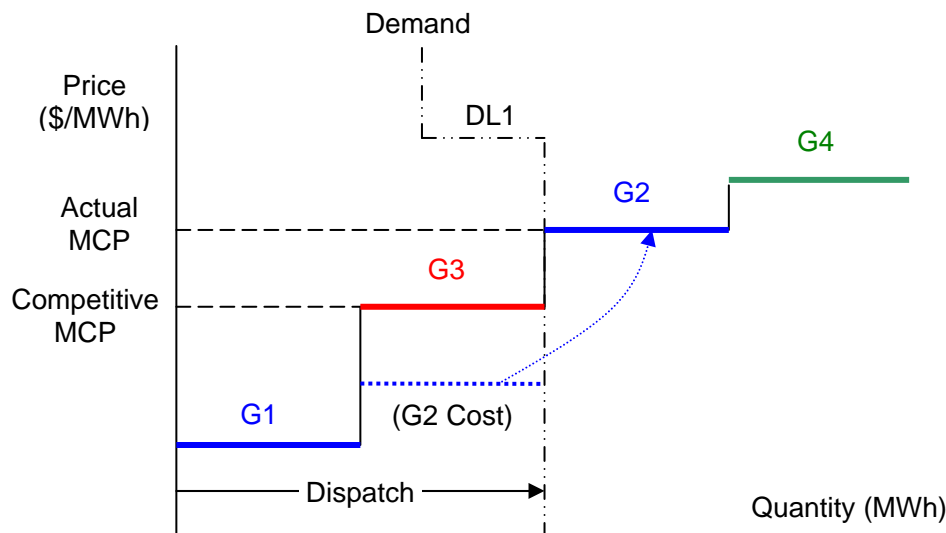 Demand
Price
($/MWh)
DL1
G4
G2
Actual
MCP
G3
Competitive
MCP
G1
(G2 Cost)
Dispatch
Quantity (MWh)